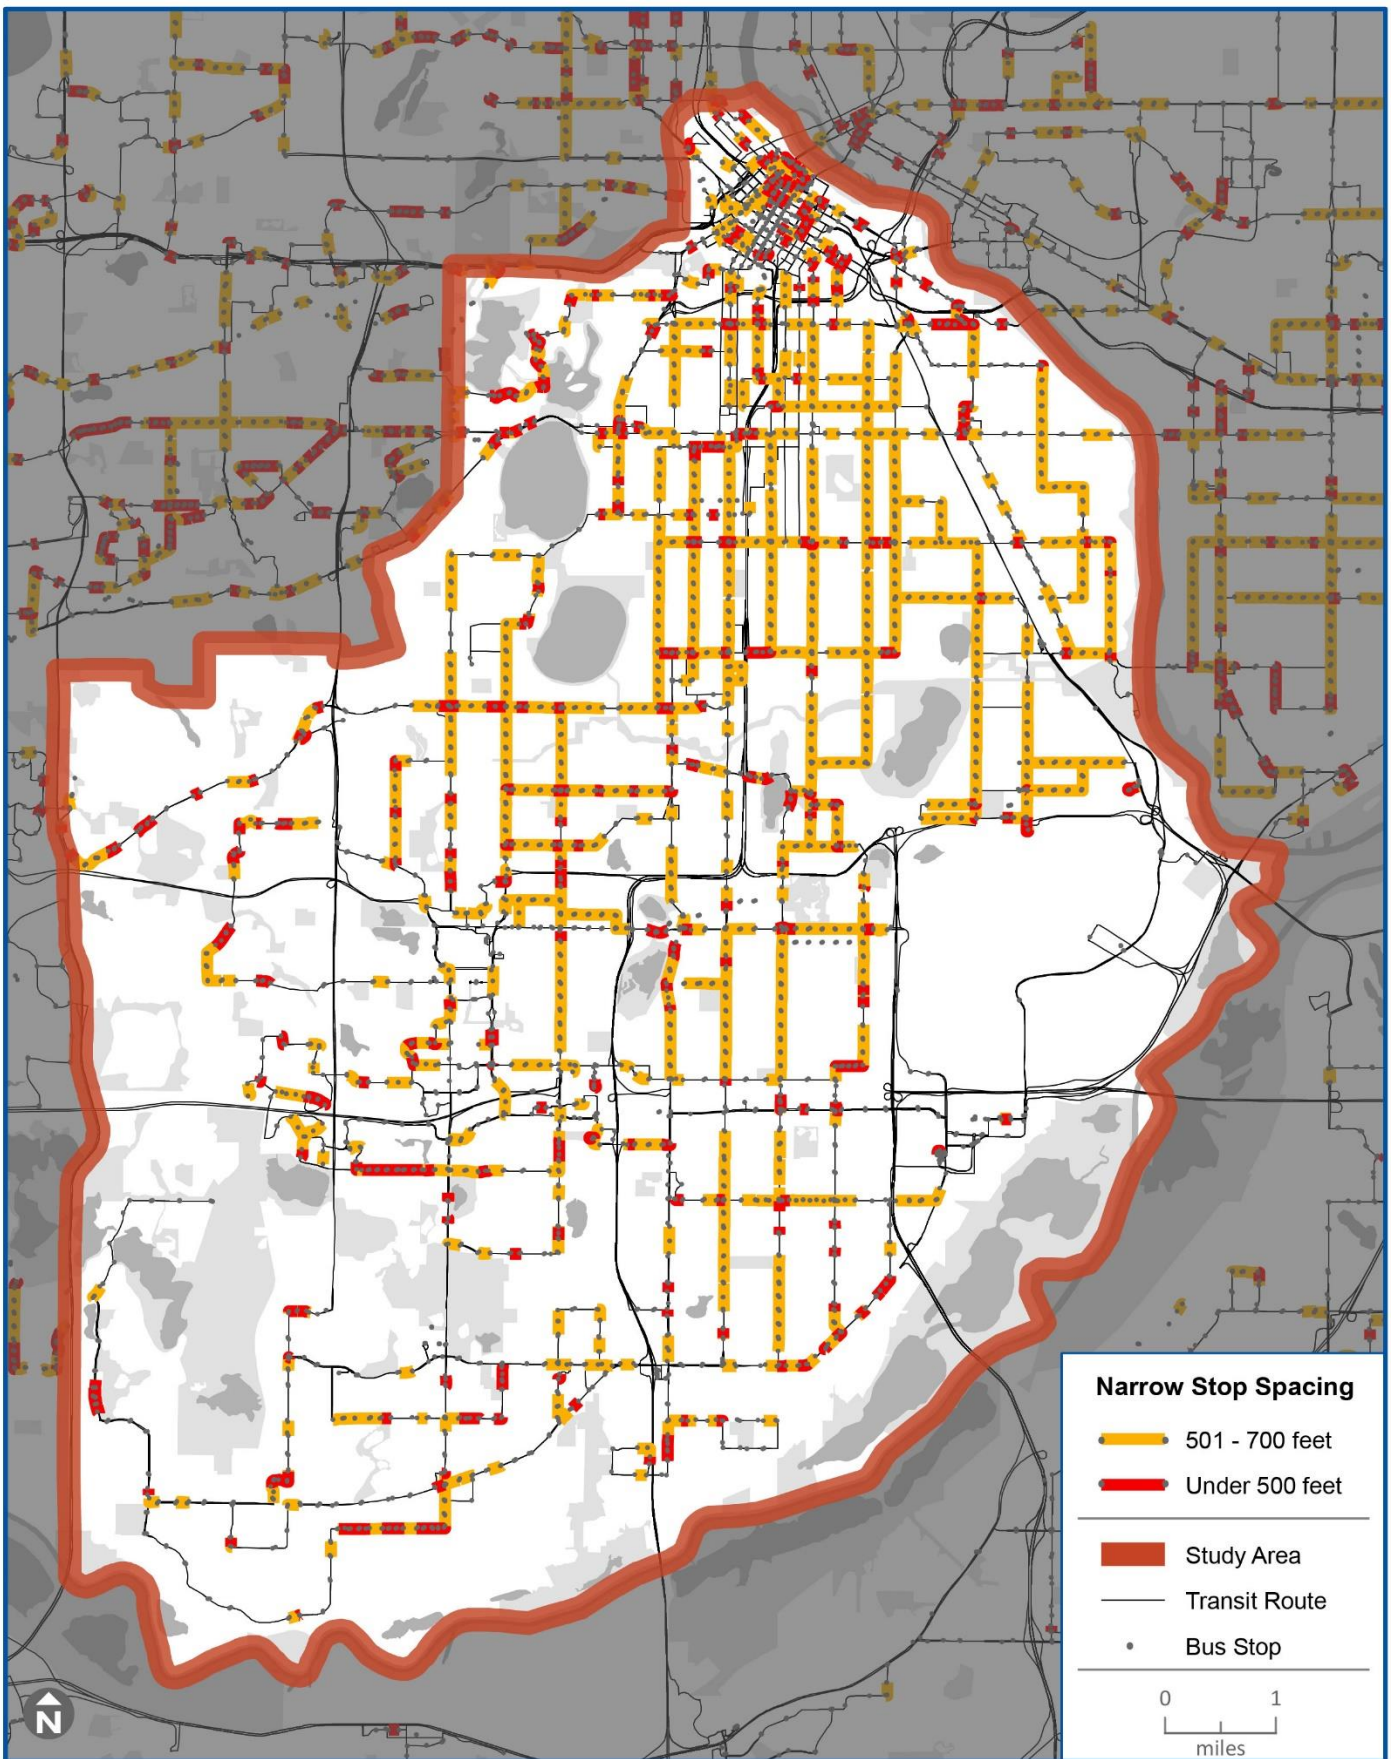 Narrow Stop Spacing
501 - 700 feet
Under 500 feet
Study Area
Transit Route
Bus Stop
0 1
miles
N